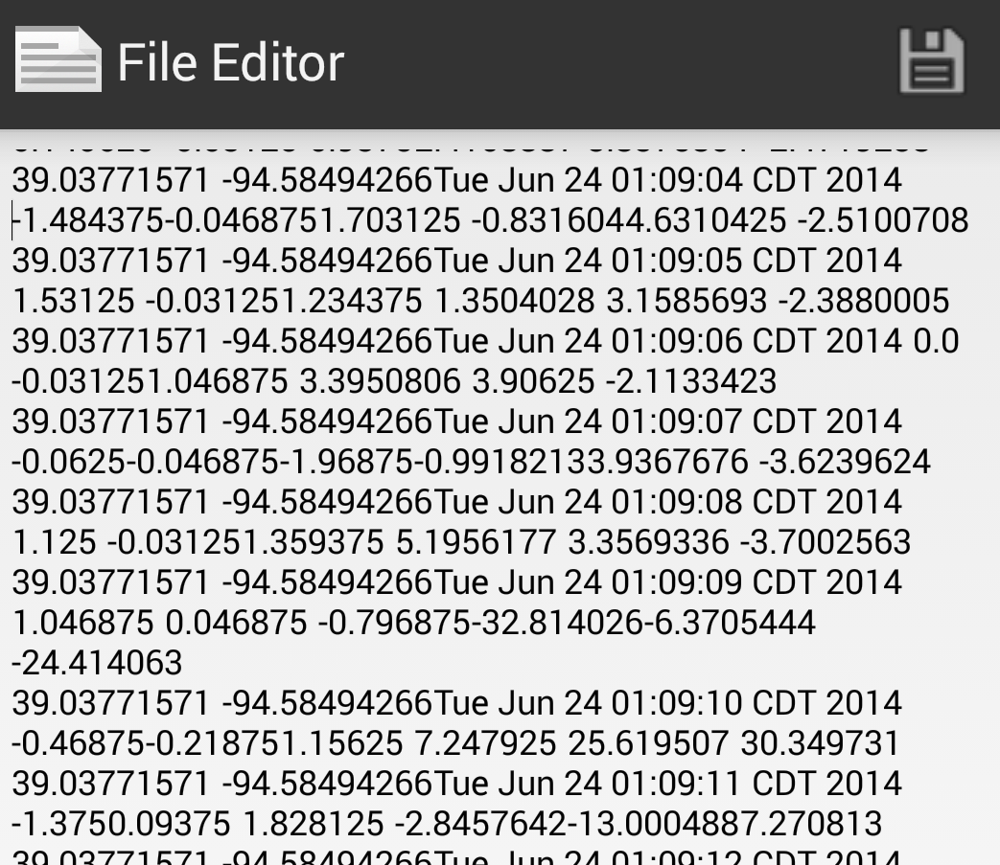 File Editor
39.03771571 -94.58494266Tue Jun 24 01:09:04 CDT 2014
-1.484375-0.0468751.703125 -0.8316044.6310425 -2.5100708
39.03771571 -94.58494266Tue Jun 24 01:09:05 CDT 2014
1.53125 -0.031251.234375 1.3504028 3.1585693 -2.3880005
39.03771571 -94.58494266Tue Jun 24 01:09:06 CDT 2014 0.0
-0.031251.046875 3.3950806 3.90625 -2.1133423
39.03771571 -94.58494266Tue Jun 24 01:09:07 CDT 2014
-0.0625-0.046875-1.96875-0.99182133.9367676 -3.6239624
39.03771571 -94.58494266Tue Jun 24 01:09:08 CDT 2014
1.125 -0.031251.359375 5.1956177 3.3569336 -3.7002563
39.03771571 -94.58494266Tue Jun 24 01:09:09 CDT 2014
1.046875 0.046875 -0.796875-32.814026-6.3705444
-24.414063
39.03771571 -94.58494266Tue Jun 24 01:09:10 CDT 2014
-0.46875-0.218751.15625 7.247925 25.619507 30.349731
39.03771571 -94.58494266Tue Jun 24 01:09:11 CDT 2014
-1.3750.09375 1.828125 -2.8457642-13.0004887.270813
39.03771571 -94.58494266Tue Jun 24 01:09:12 CDT 2014